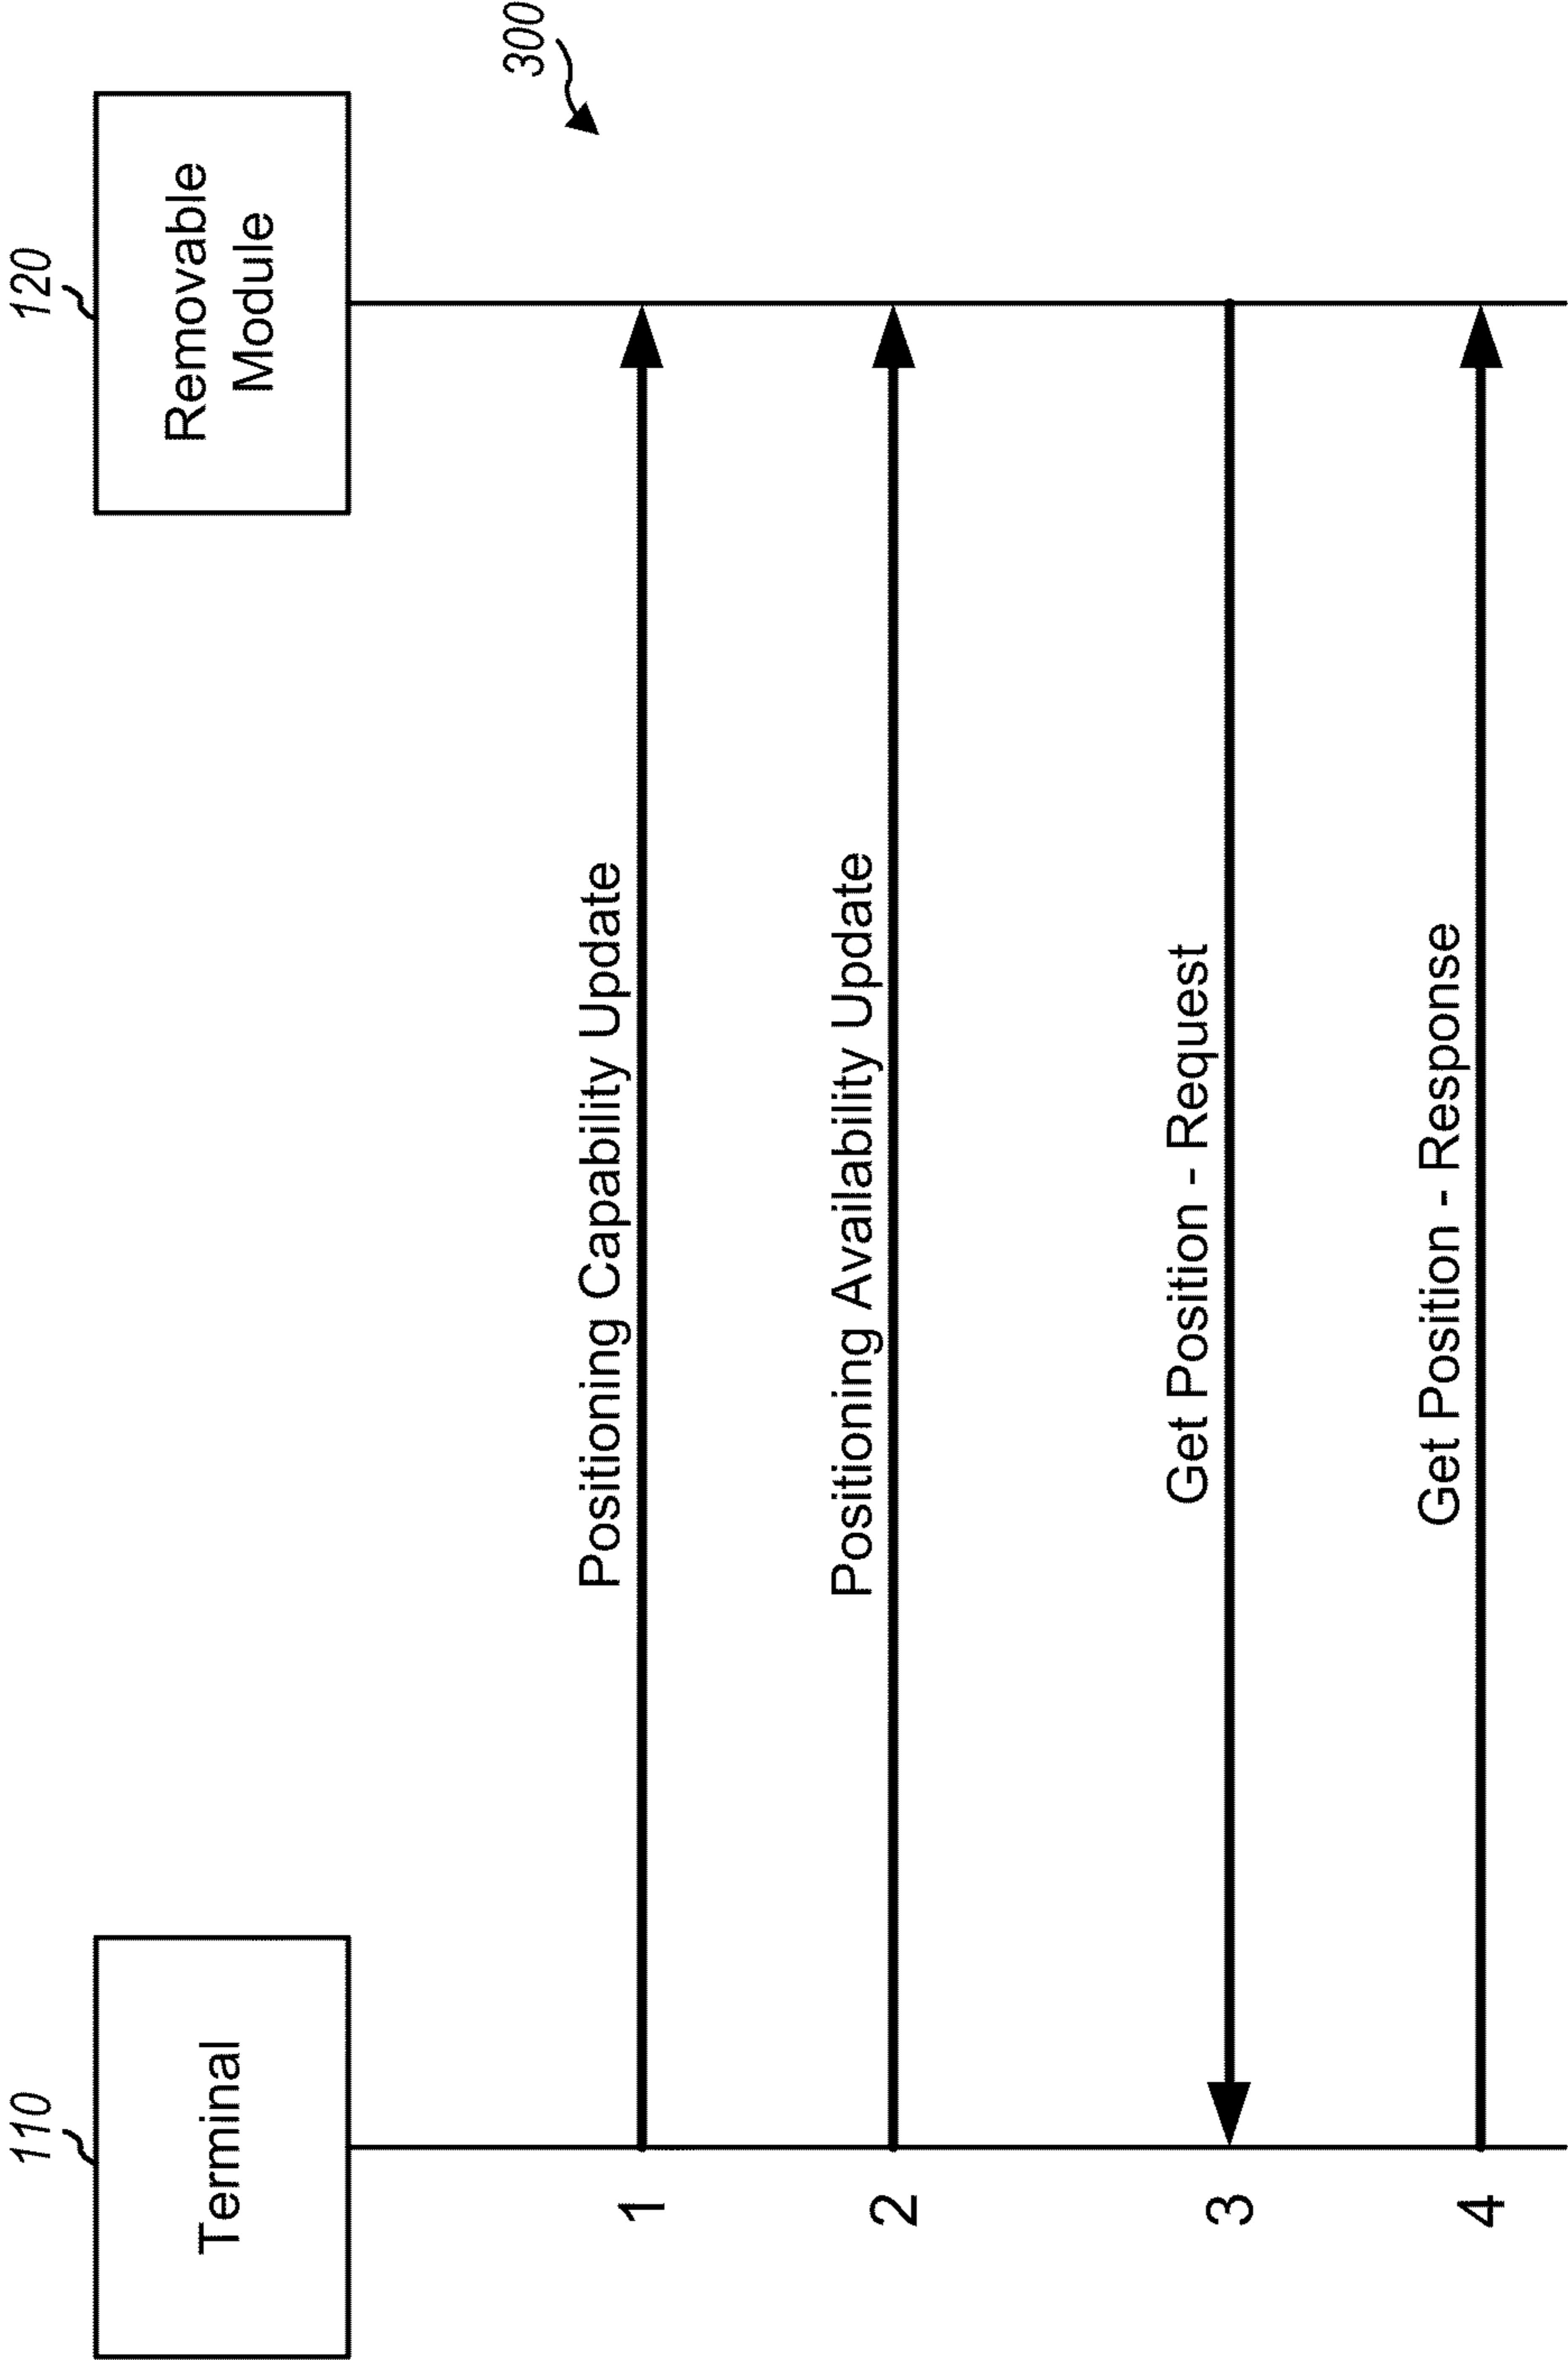 110
Terminal
120
Removable
Module
300
1
Positioning Capability Update
2
Positioning Availability Update
3
Get Position - Request
4
Get Position - Response